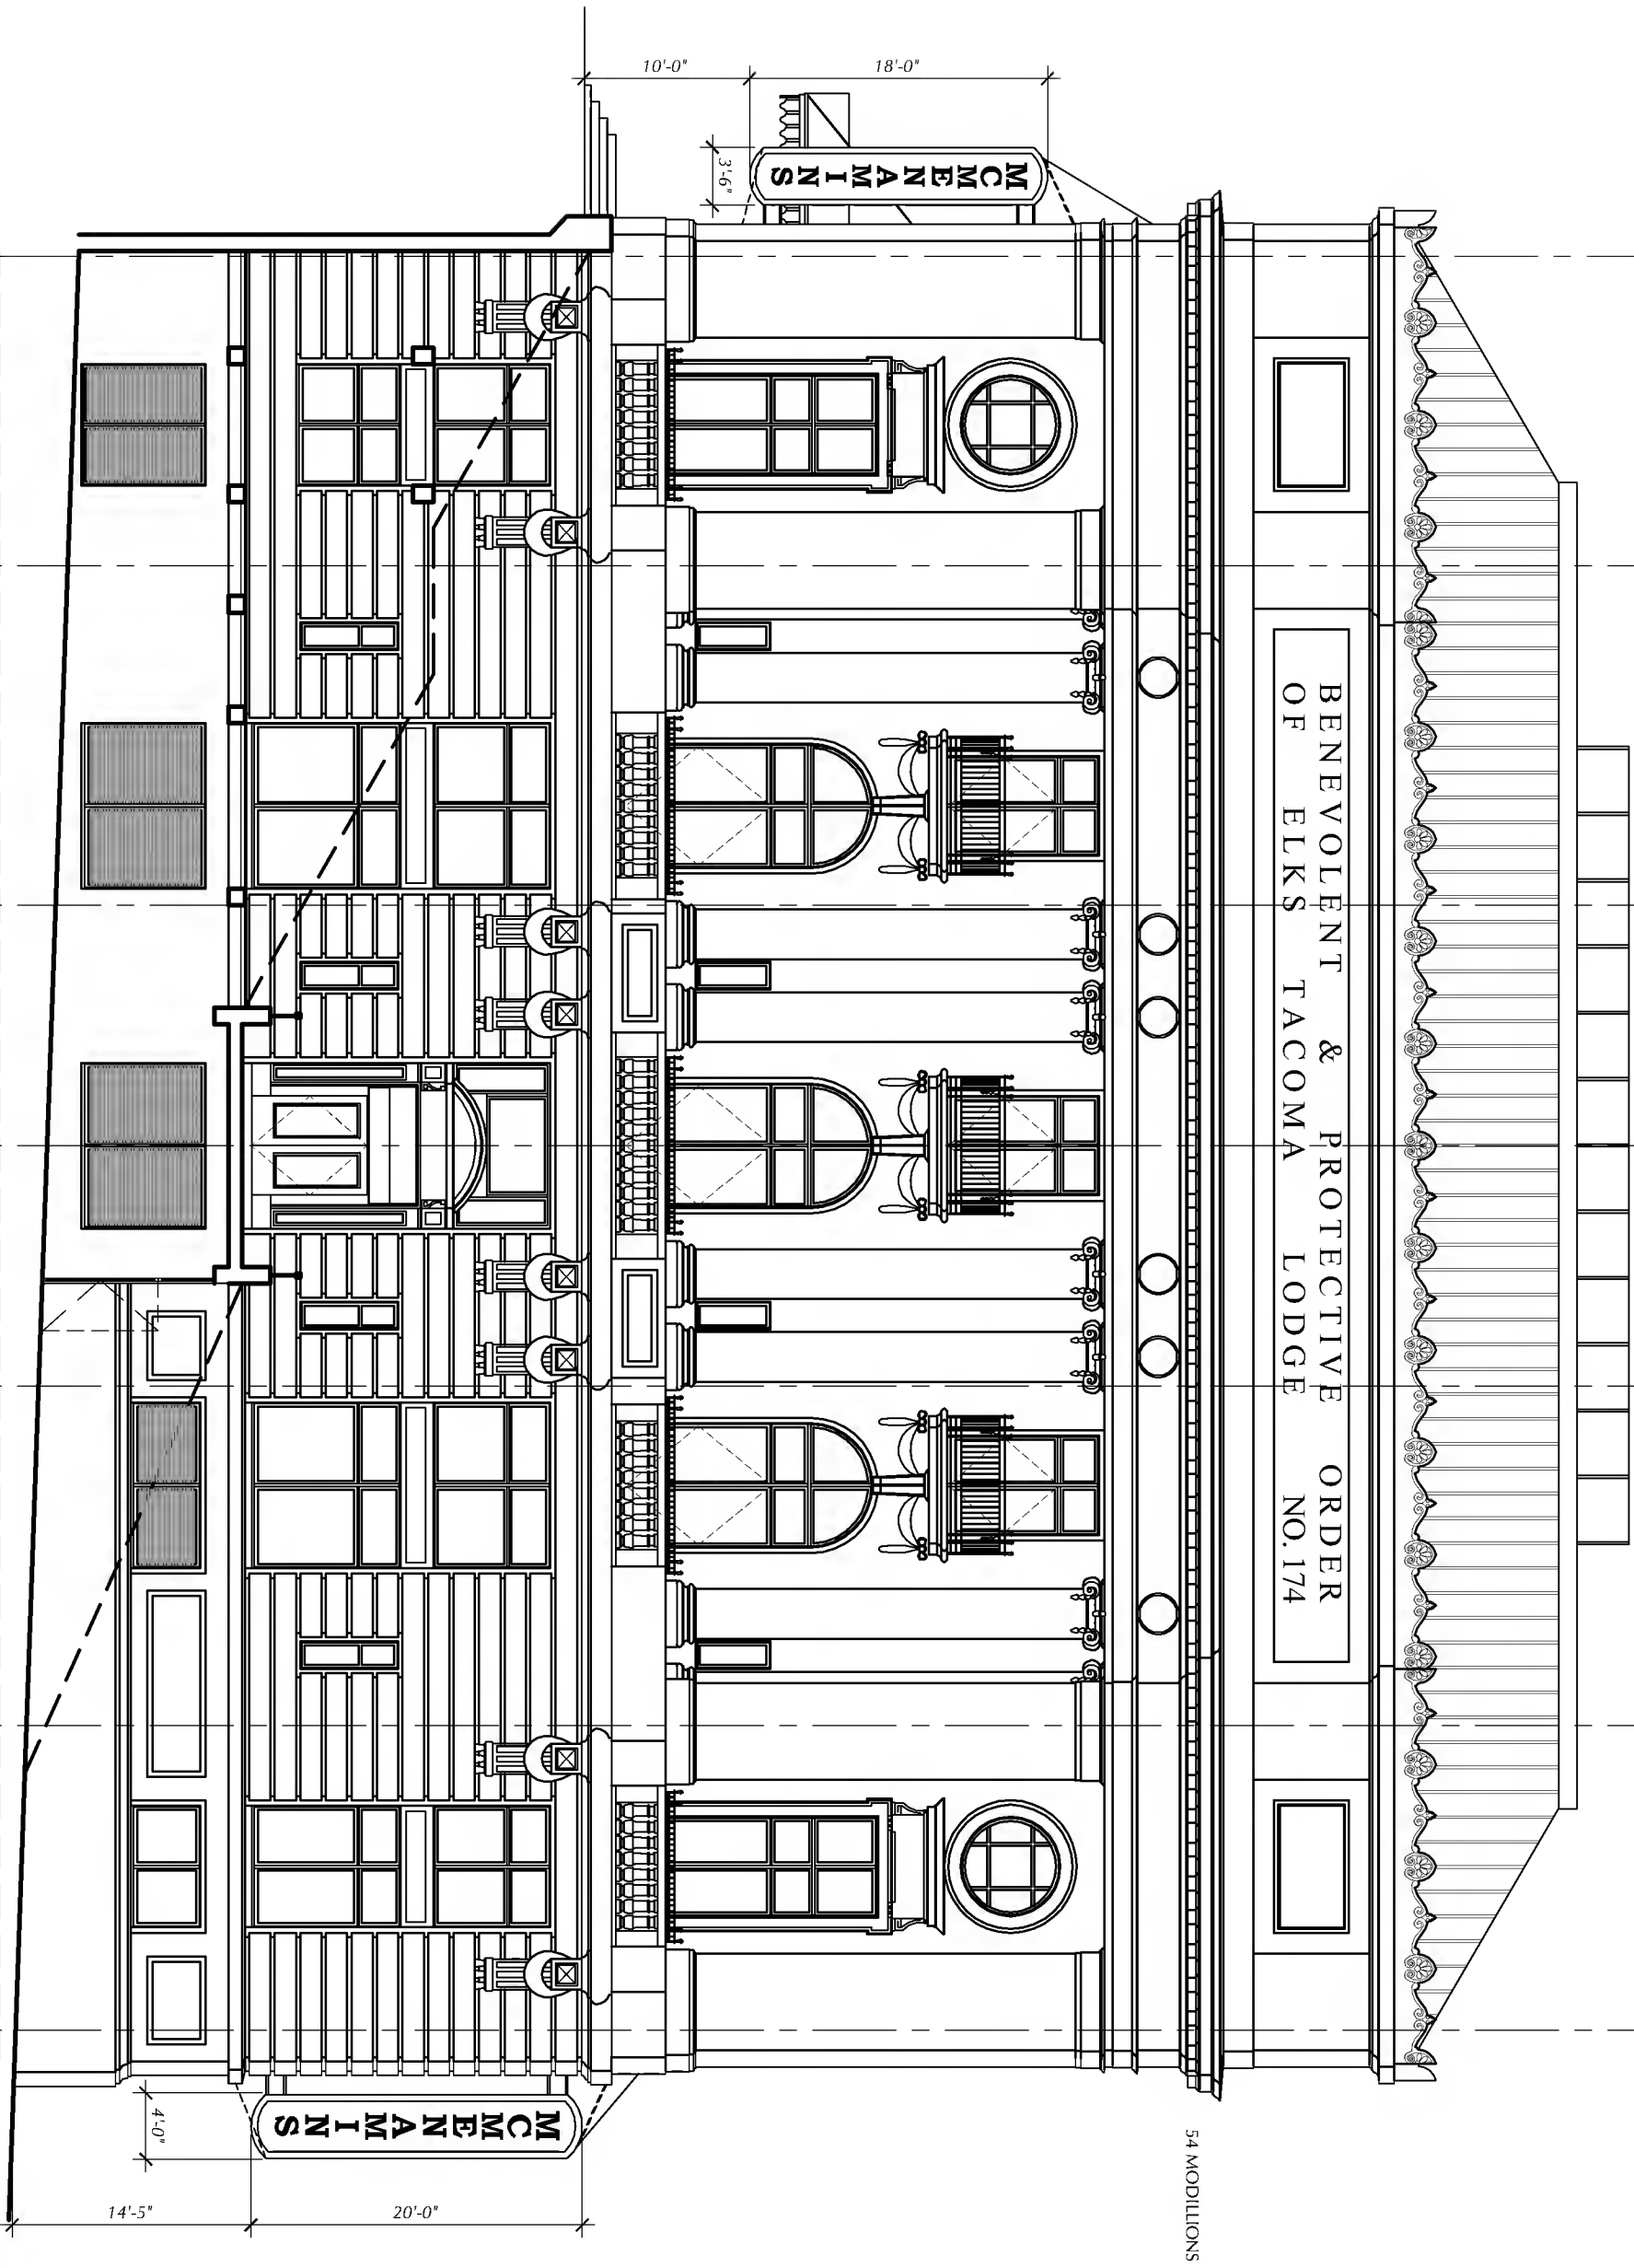 BENEVOLENT & PROTECTIVE ORDER
OF ELKS TACOMA LODGE NO.174
54 MODILLIONS
MCMENAMINS
18'-0"
10'-0"
3'-6"
MCMENAMINS
20'-0"
14'-5"
4'-0"